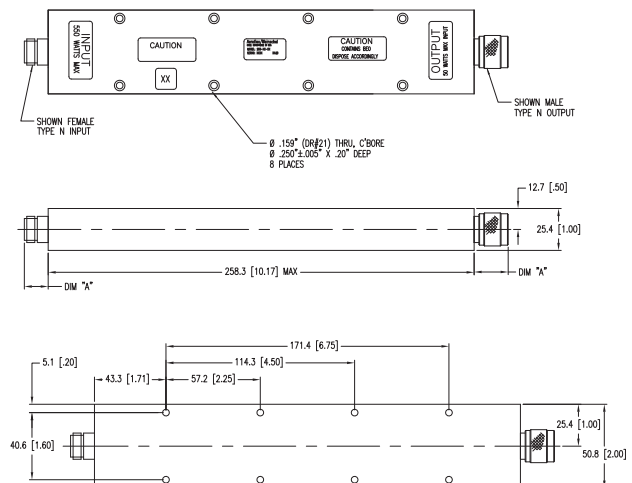 INPUT
550 WATTS MAX
CAUTION
XX
CAUTION
CONTAINS BEO
DISPOSE ACCORDINGLY
OUTPUT
50 WATTS MAX INPUT
SHOWN FEMALE
TYPE N INPUT
SHOWN MALE
TYPE N OUTPUT
Ø .159" (DR#21) THRU, C'BORE
Ø .250"±.005" X .20" DEEP
8 PLACES
12.7 [.50]
25.4 [1.00]
258.3 [10.17] MAX
DIM "A"
DIM "A"
171.4 [6.75]
5.1 [.20]
114.3 [4.50]
43.3 [1.71]
57.2 [2.25]
25.4 [1.00]
40.6 [1.60]
50.8 [2.00]